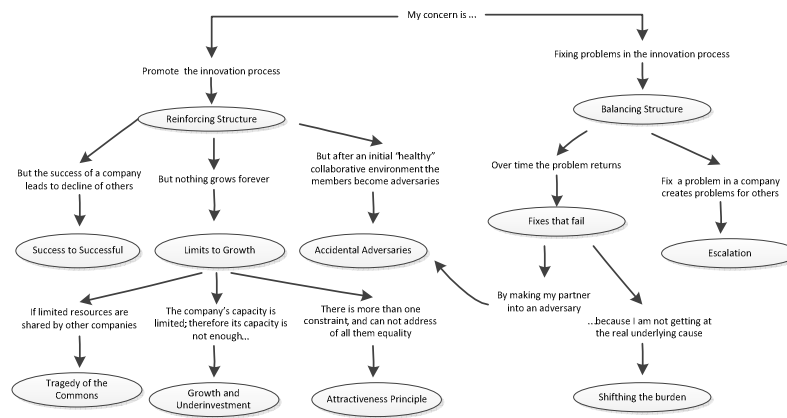 My concern is ...
Promote the innovation process
Fixing problems in the innovation process
Reinforcing Structure
Balancing Structure
But the success of a company
leads to decline of others
But nothing grows forever
But after an initial "healthy"
collaborative environment the
members become adversaries
Over time the problem returns
Fix a problem in a company
creates problems for others
Success to Successful
Limits to Growth
Accidental Adversaries
Fixes that fail
Escalation
If limited resources are
shared by other companies
The company's capacity is
limited; therefore its capacity is
not enough...
There is more than one
constraint, and can not address
of all them equality
By making my partner
into an adversary
...because I am not getting at
the real underlying cause
Tragedy of the
Commons
Growth and
Underinvestment
Attractiveness Principle
Shifthing the burden